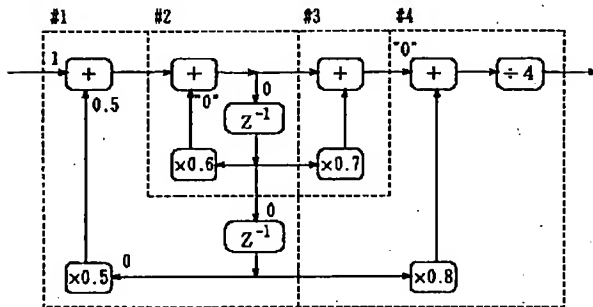 #1 #2 #3 #4
1 + + + "0" + ÷4
0.5 "0" 0
Z⁻¹
×0.6 ×0.7
0
Z⁻¹
×0.5 0 ×0.8